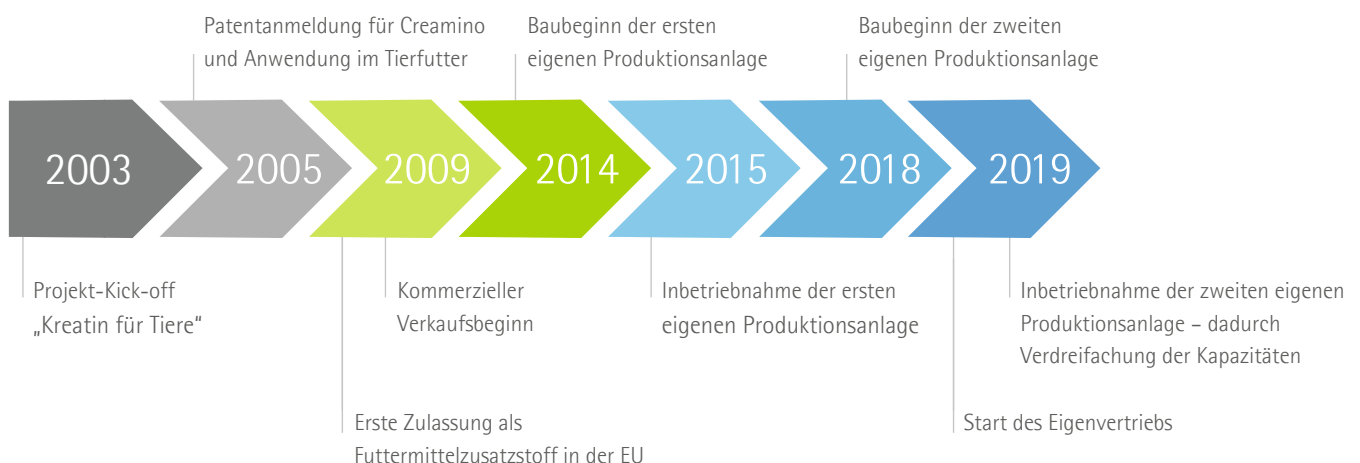 Patentanmeldung für Creamino
und Anwendung im Tierfutter
Baubeginn der ersten
eigenen Produktionsanlage
Baubeginn der zweiten
eigenen Produktionsanlage
2003
2005
2009
2014
2015
2018
2019
Projekt-Kick-off
„Kreatin für Tiere“
Kommerzieller
Verkaufsbeginn
Inbetriebnahme der ersten
eigenen Produktionsanlage
Inbetriebnahme der zweiten eigenen
Produktionsanlage – dadurch
Verdreifachung der Kapazitäten
Erste Zulassung als
Futtermittelzusatzstoff in der EU
Start des Eigenvertriebs